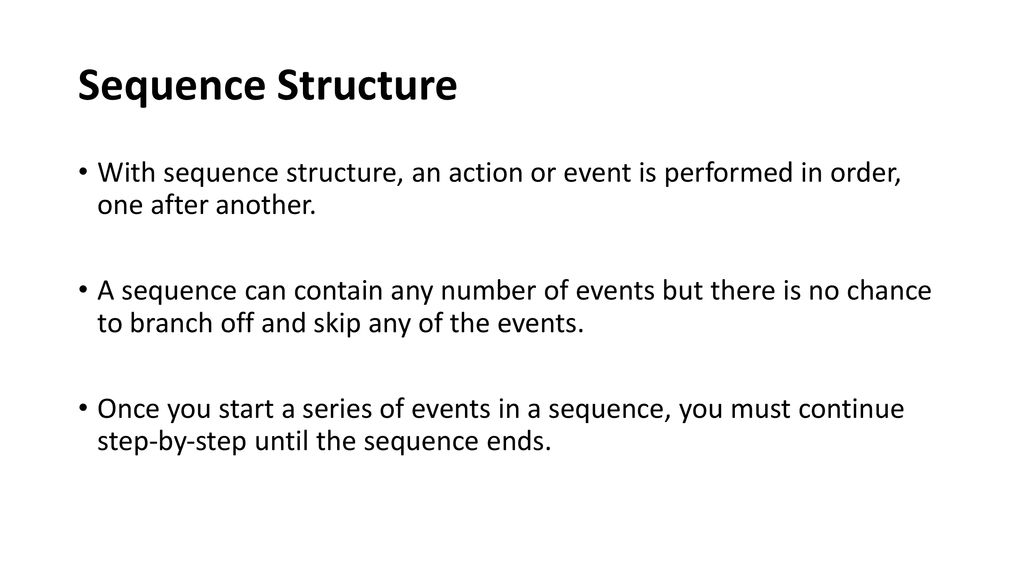 Sequence Structure
• With sequence structure, an action or event is performed in order,
one after another.
• A sequence can contain any number of events but there is no chance
to branch off and skip any of the events.
• Once you start a series of events in a sequence, you must continue
step-by-step until the sequence ends.